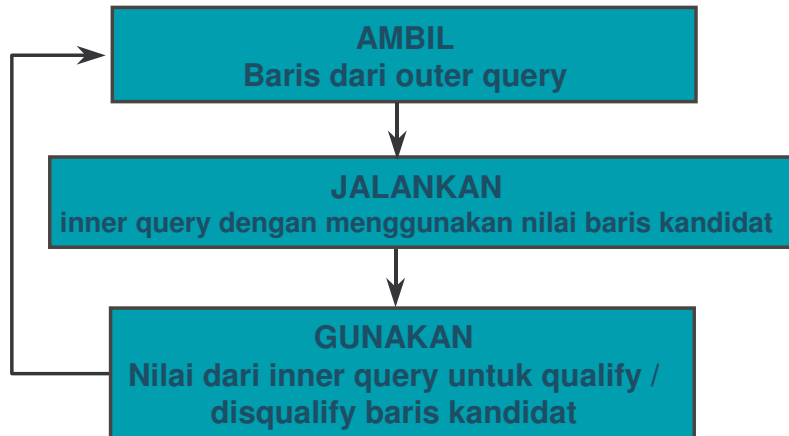 AMBIL
Baris dari outer query
JALANKAN
inner query dengan menggunakan nilai baris kandidat
GUNAKAN
Nilai dari inner query untuk qualify /
disqualify baris kandidat